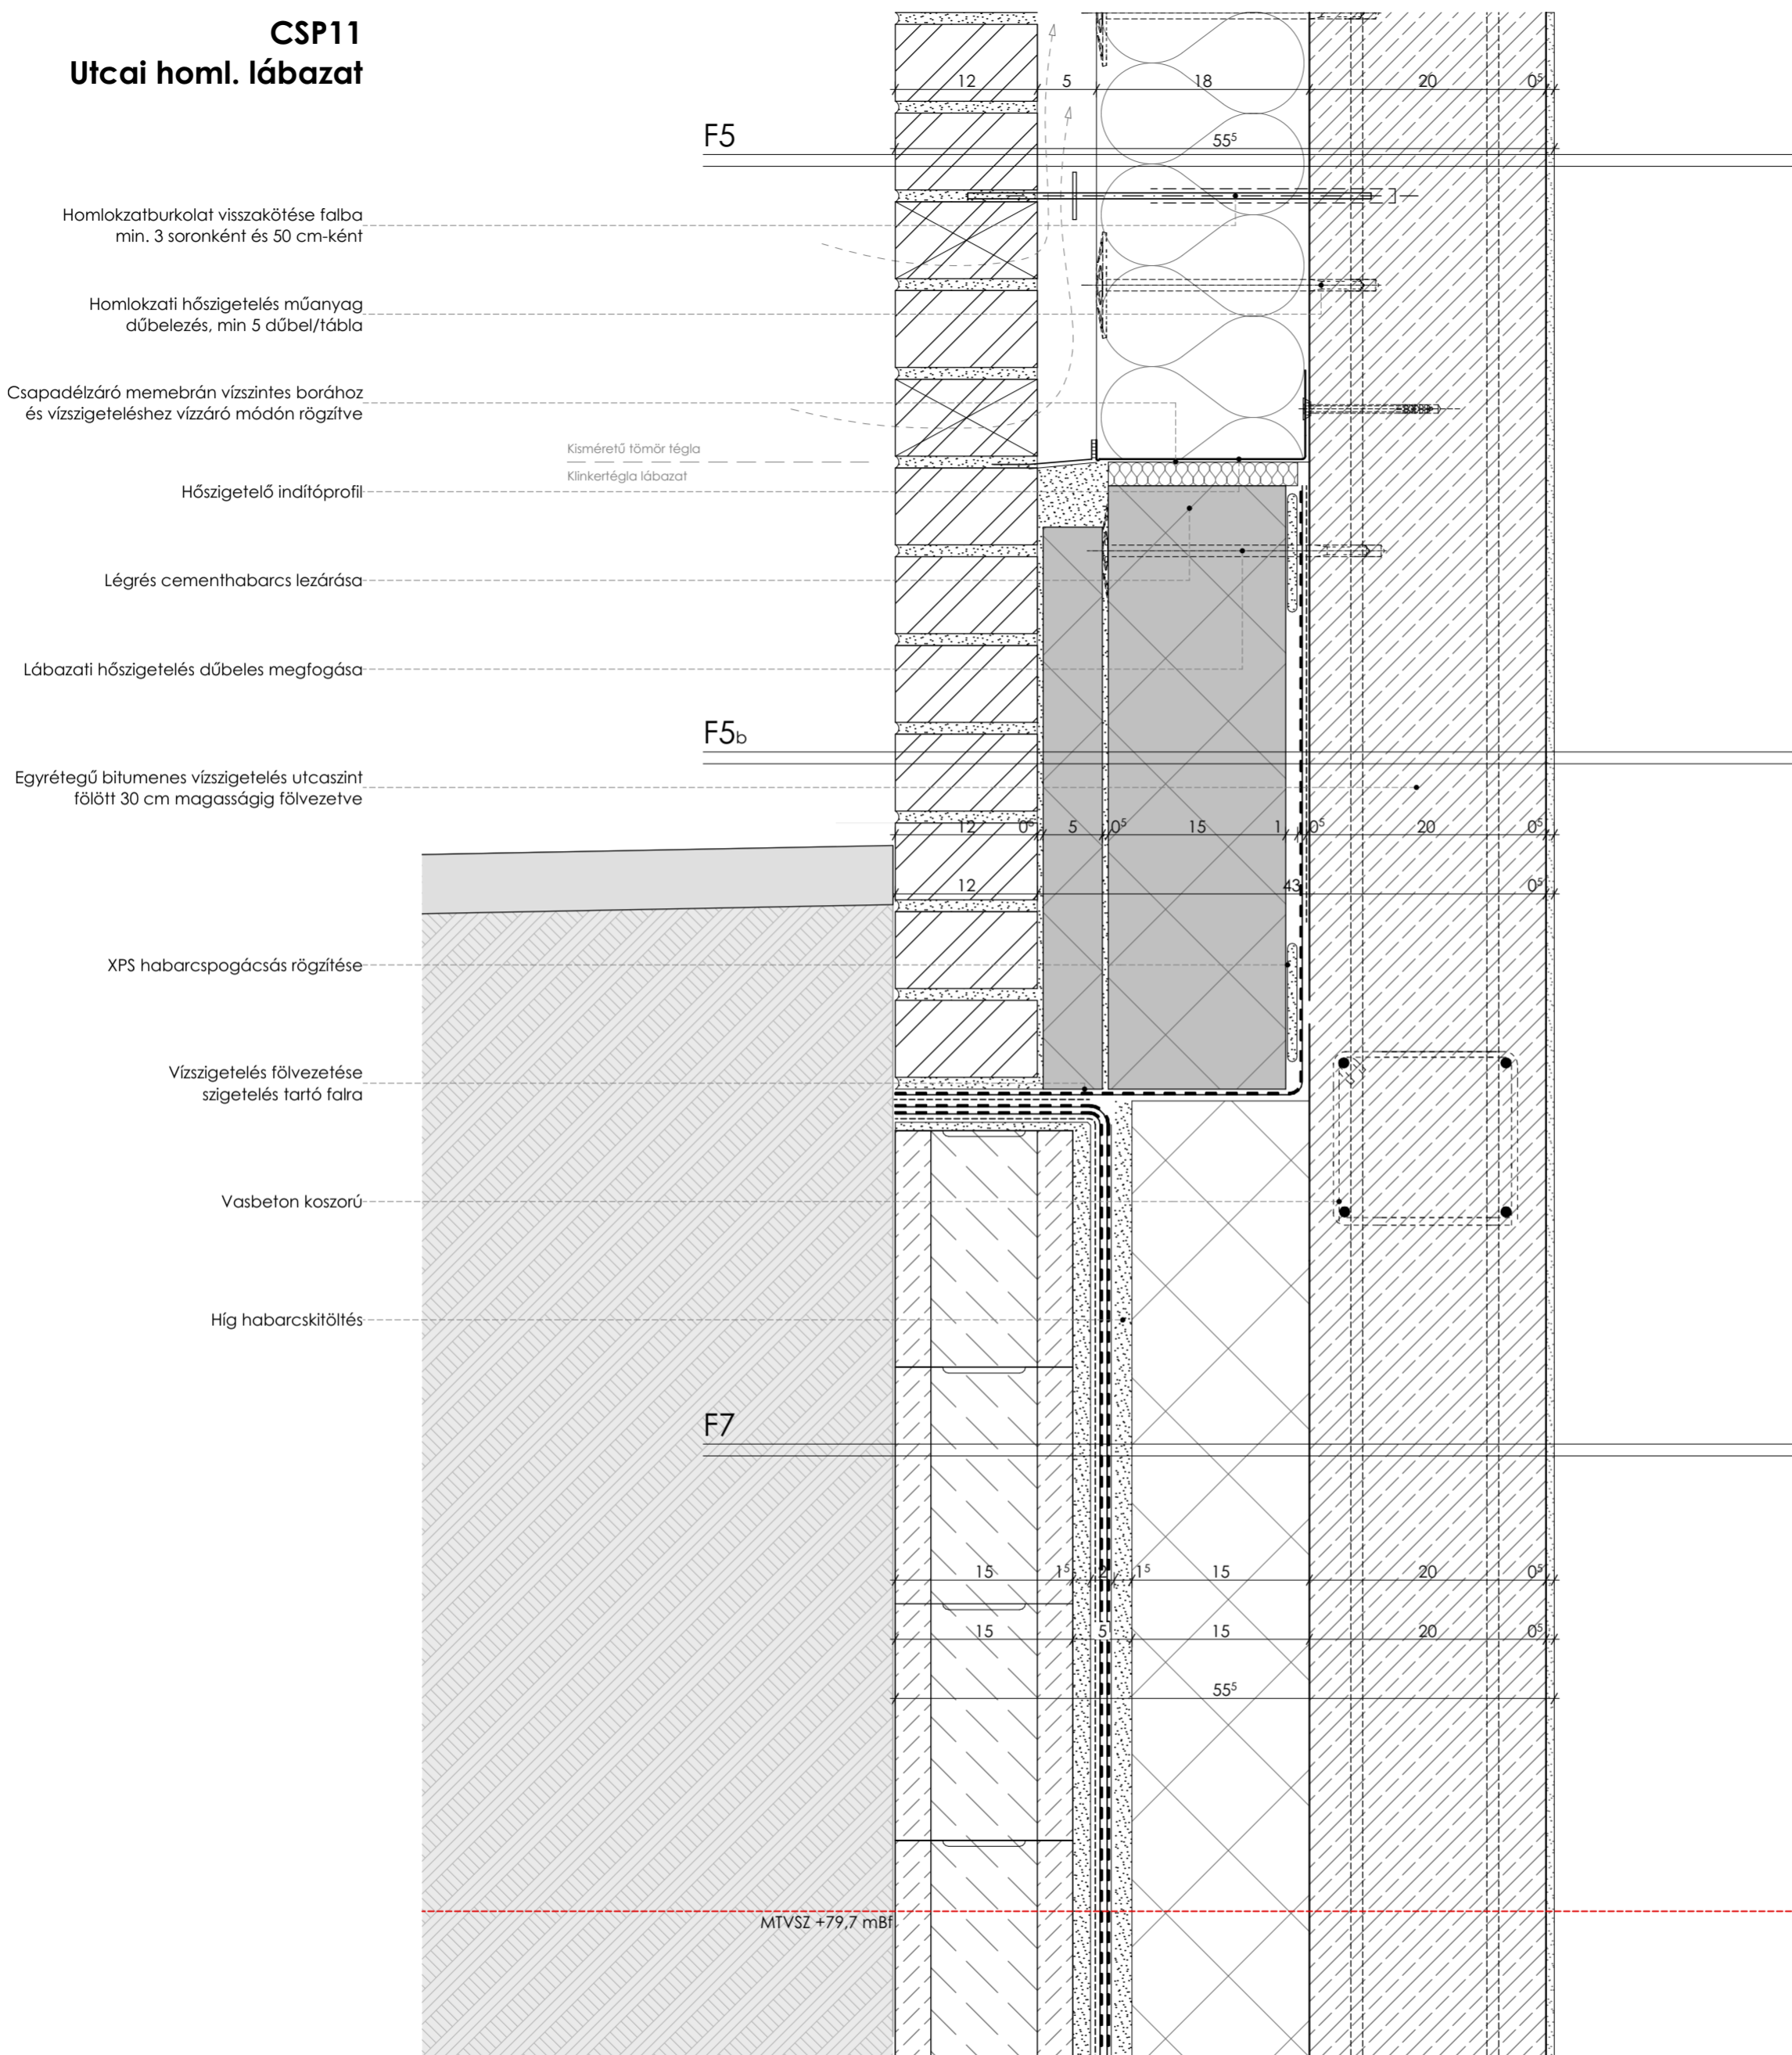 CSP11
Utcai homl. lábazat
12 5 18 20 0⁵
F5
55⁵
Homlokzatburkolat visszakötése falba
min. 3 soronként és 50 cm-ként
Homlokzati hőszigetelés műanyag
dűbelezés, min 5 dűbel/tábla
Csapadélzáró memebrán vízszintes borához
és vízszigeteléshez vízzáró módón rögzítve
Kisméretű tömör tégla
Klinkertégla lábazat
Hőszigetelő indítóprofil
Légrés cementhabarcs lezárása
Lábazati hőszigetelés dűbeles megfogása
F5b
Egyrétegű bitumenes vízszigetelés utcaszint
fölött 30 cm magasságig fölvezetve
12 0⁵ 5 0⁵ 15 1 0⁵ 20 0⁵
12 43 0⁵
XPS habarcspogácsás rögzítése
Vízszigetelés fölvezetése
szigetelés tartó falra
Vasbeton koszorú
Híg habarcskitöltés
F7
15 1⁵ 2 1⁵ 15 20 0⁵
15 5 15 20 0⁵
55⁵
MTVSZ +79,7 mBf